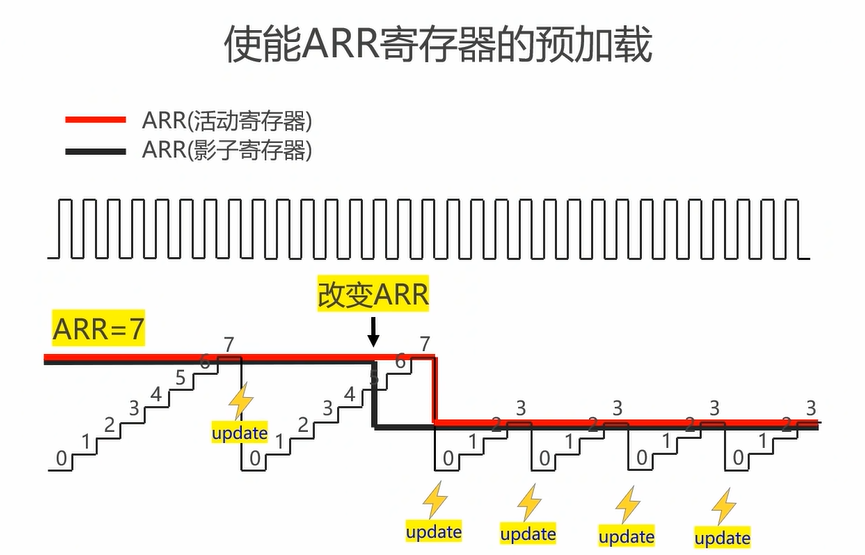 使能ARR寄存器的预加载
ARR(活动寄存器)
ARR(影子寄存器)
改变ARR
ARR=7
0 1 2 3 4 5 6 7
update
0 1 2 3 4 5 6 7
0 1 2 3
0 1 2 3
0 1 2 3
0 1 2 3
update
update
update
update